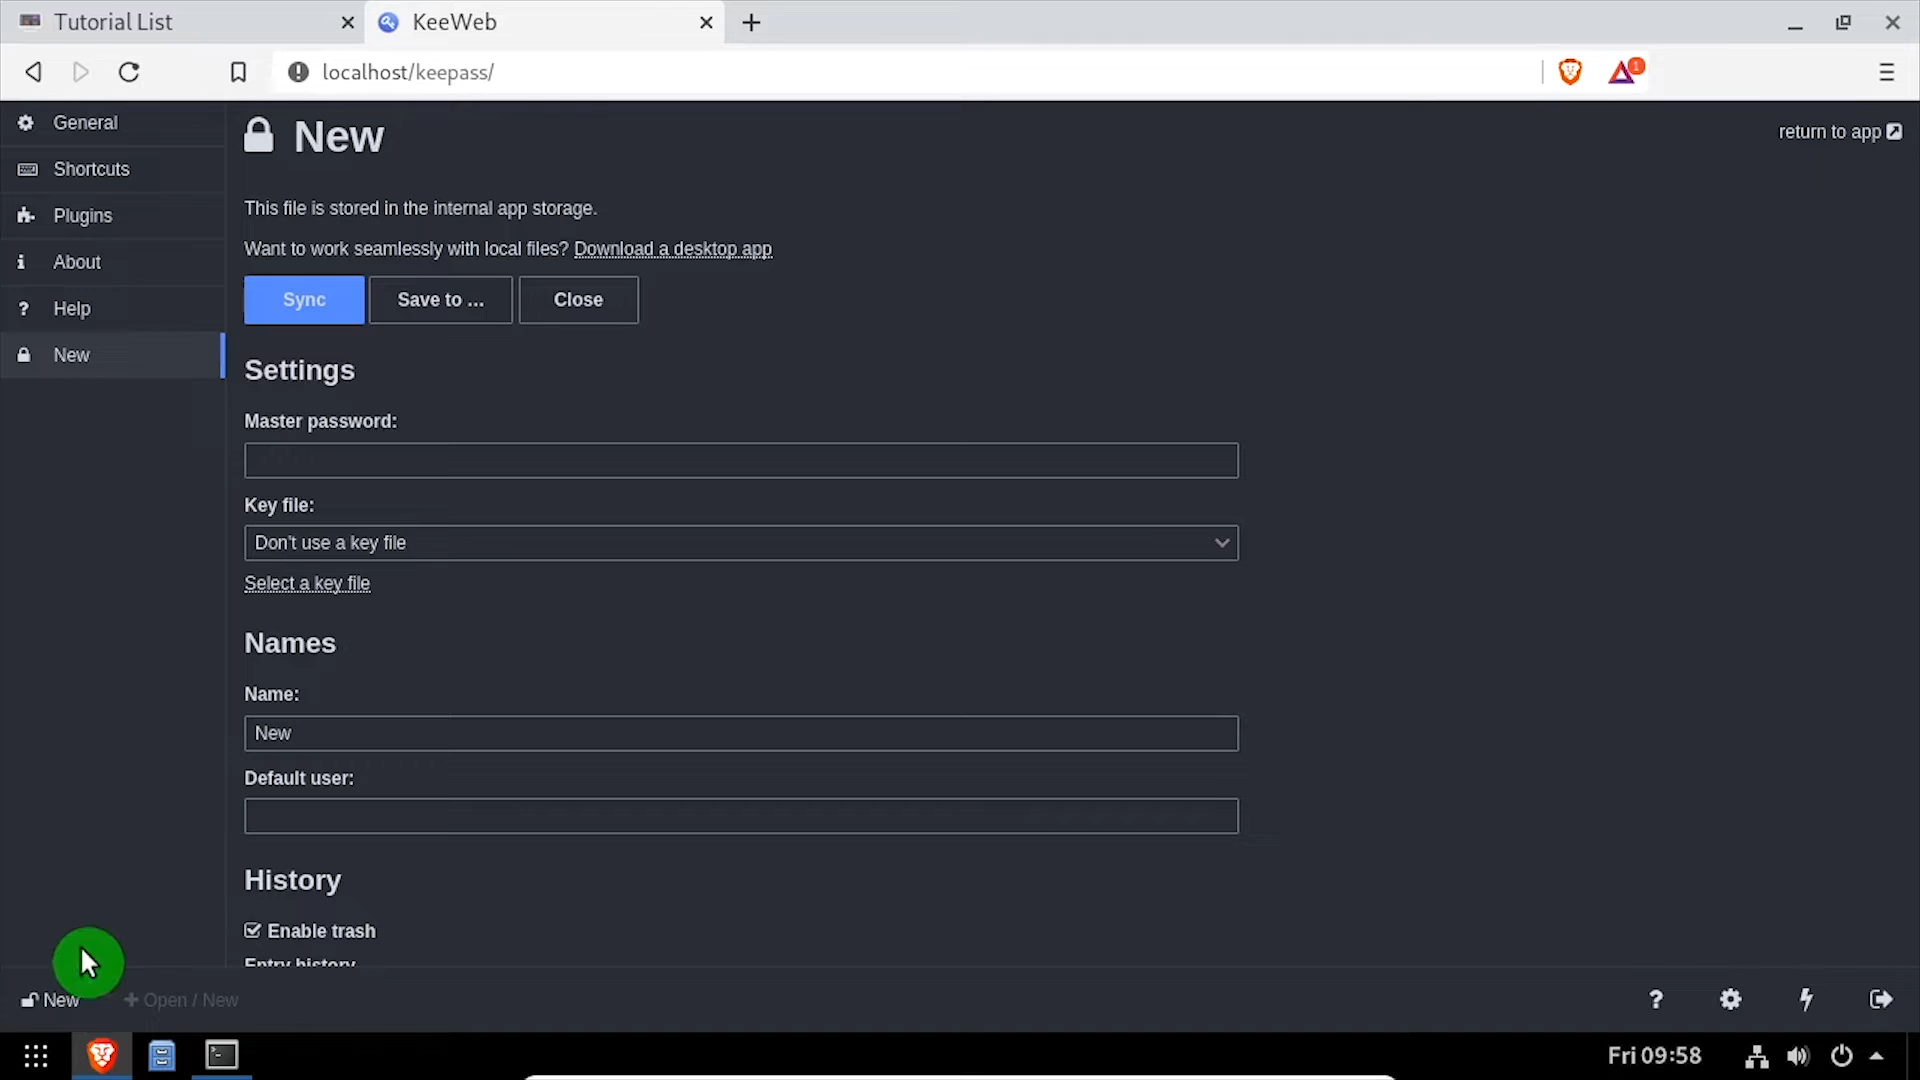 Tutorial List
KeeWeb
localhost/keepass/
1
General
Shortcuts
Plugins
About
Help
New
New
return to app
This file is stored in the internal app storage.
Want to work seamlessly with local files? Download a desktop app
Sync
Save to ...
Close
Settings
Master password:
Key file:
Don't use a key file
Select a key file
Names
Name:
New
Default user:
History
Enable trash
Entry history
New
+ Open / New
?
Fri 09:58